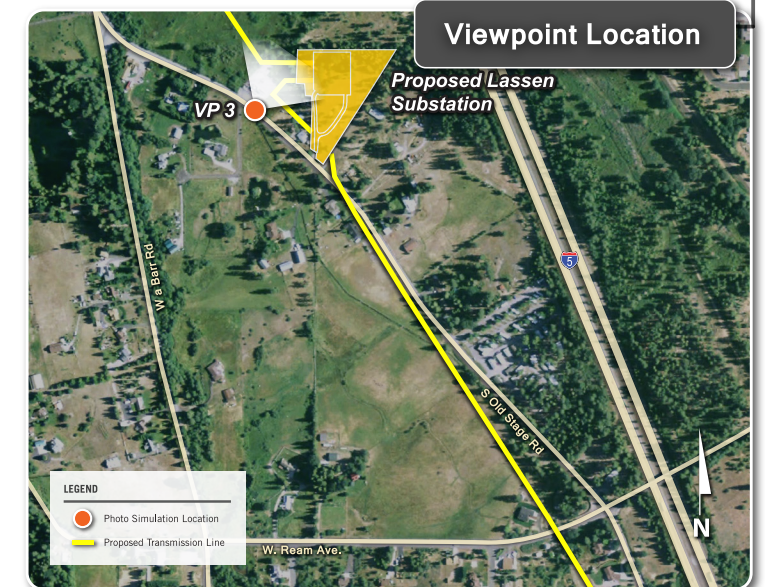 Viewpoint Location
Proposed Lassen
Substation
VP 3
W a Barr Rd
5
S Old Stage Rd
LEGEND
Photo Simulation Location
Proposed Transmission Line
N
W. Ream Ave.